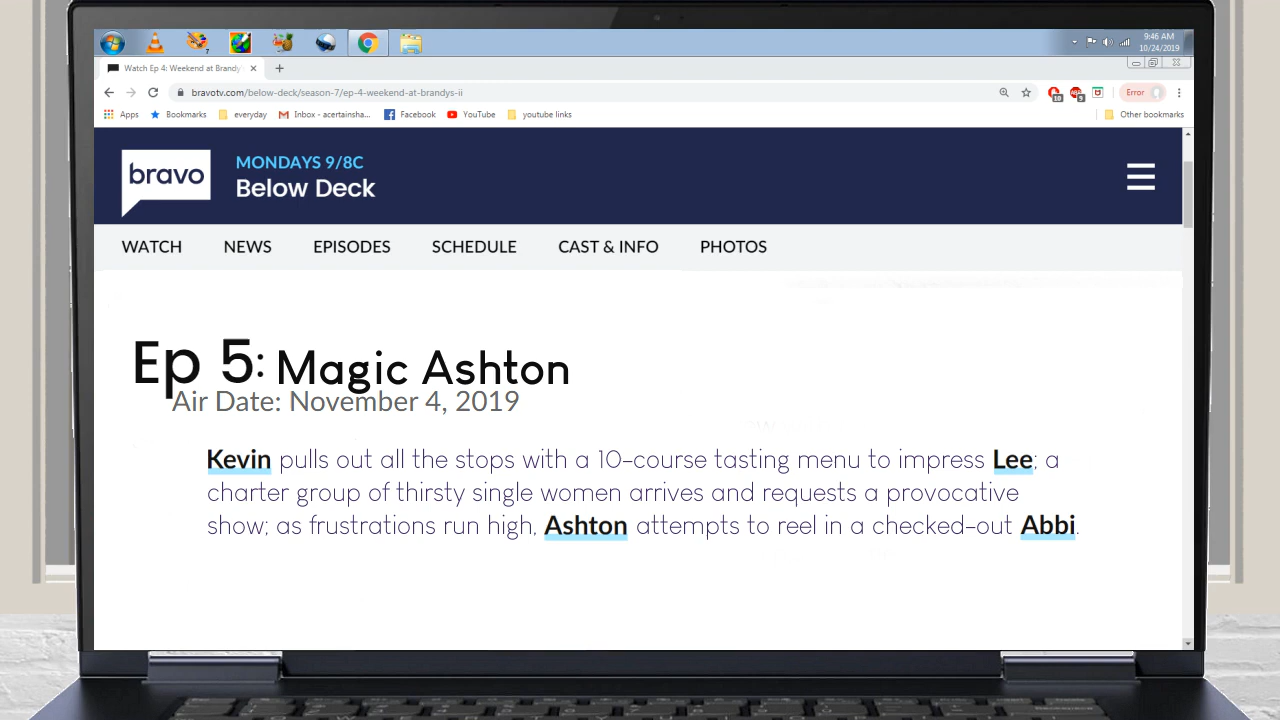 9:46 AM
10/24/2019
Watch Ep 4: Weekend at Brandy's
bravotv.com/below-deck/season-7/ep-4-weekend-at-brandys-ii
Error
Apps Bookmarks everyday Inbox - acertainsha... Facebook YouTube youtube links Other bookmarks
bravo
MONDAYS 9/8C
Below Deck
WATCH NEWS EPISODES SCHEDULE CAST & INFO PHOTOS
Ep 5: Magic Ashton
Air Date: November 4, 2019
Kevin pulls out all the stops with a 10-course tasting menu to impress Lee; a
charter group of thirsty single women arrives and requests a provocative
show; as frustrations run high, Ashton attempts to reel in a checked-out Abbi.